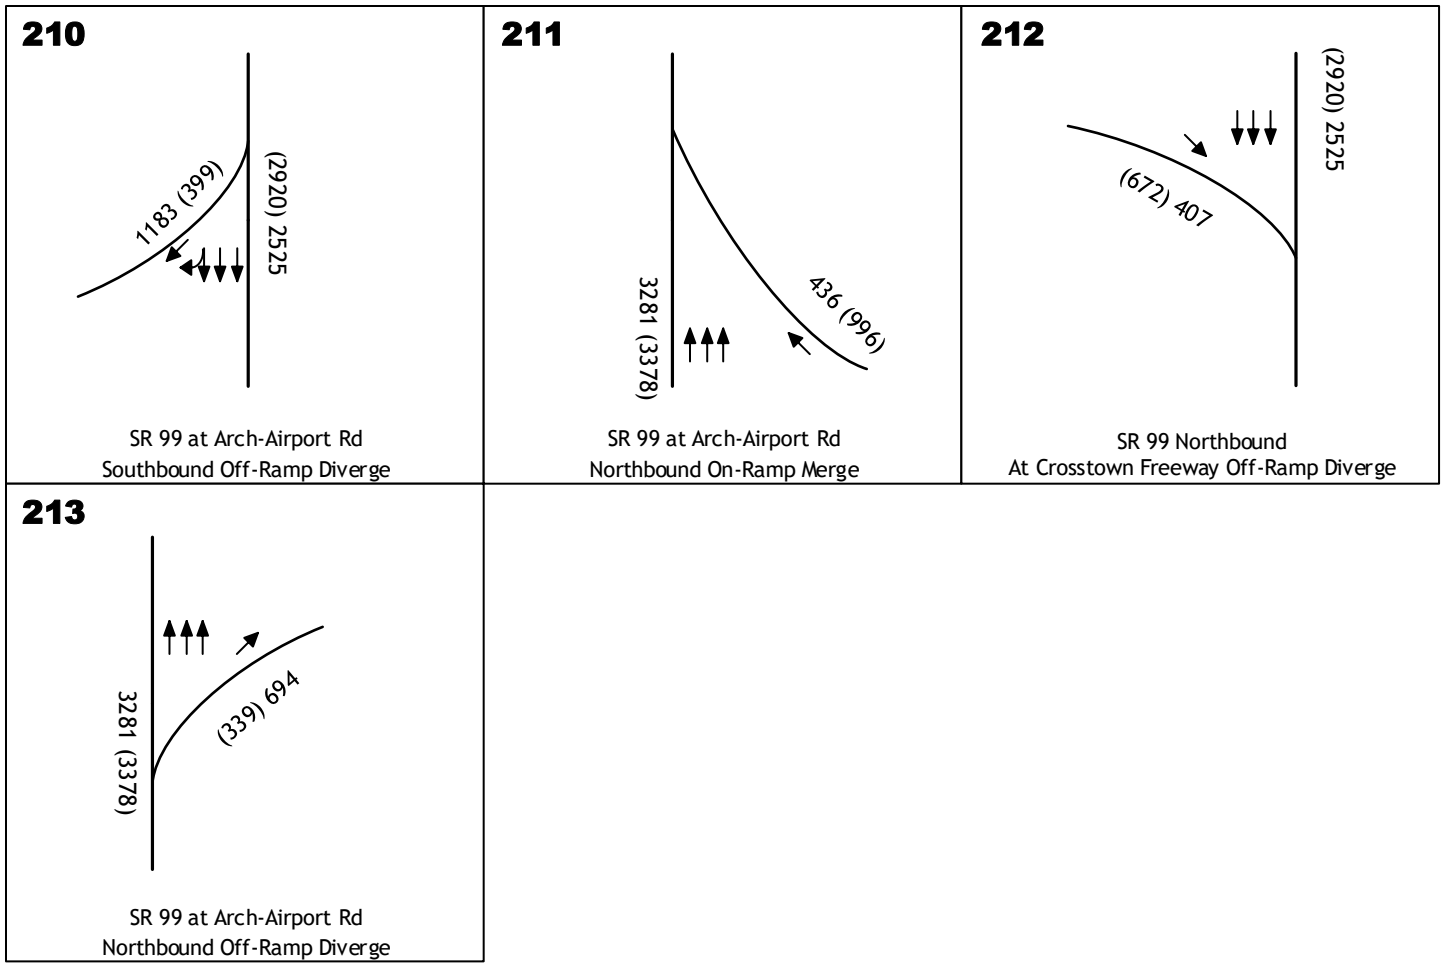 210
1183 (399)
(2920) 2525
SR 99 at Arch-Airport Rd
Southbound Off-Ramp Diverge
211
3281 (3378)
436 (996)
SR 99 at Arch-Airport Rd
Northbound On-Ramp Merge
212
(2920) 2525
(672) 407
SR 99 Northbound
At Crosstown Freeway Off-Ramp Diverge
213
3281 (3378)
(339) 694
SR 99 at Arch-Airport Rd
Northbound Off-Ramp Diverge